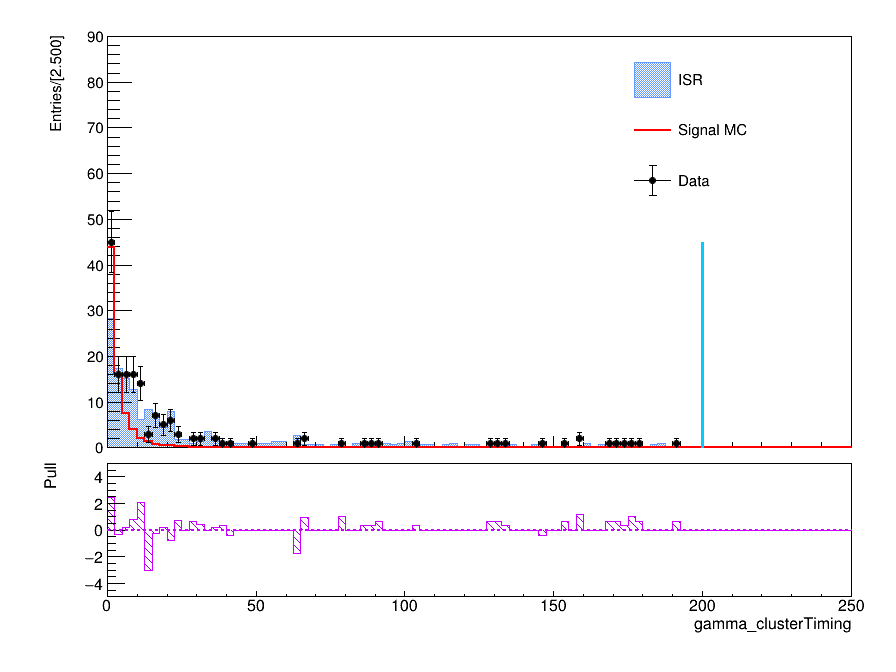 Entries/[2.500]
90
80
70
60
50
40
30
20
10
0
ISR
Signal MC
Data
Pull
4
2
0
−2
−4
0 50 100 150 200 250
gamma_clusterTiming